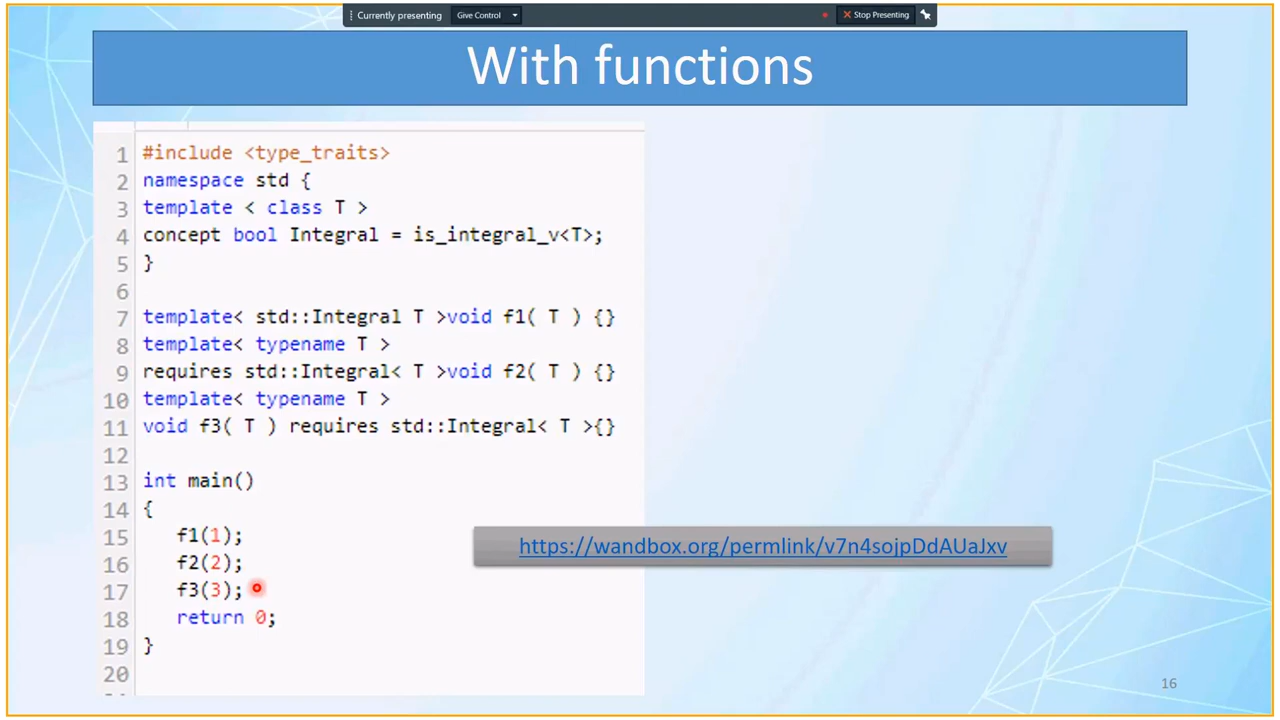 Currently presenting Give Control Stop Presenting
With functions
1 #include <type_traits>
2 namespace std {
3 template < class T >
4 concept bool Integral = is_integral_v<T>;
5 }
6
7 template< std::Integral T >void f1( T ) {}
8 template< typename T >
9 requires std::Integral< T >void f2( T ) {}
10 template< typename T >
11 void f3( T ) requires std::Integral< T >{}
12
13 int main()
14 {
15 f1(1);
16 f2(2);
17 f3(3);
18 return 0;
19 }
20
https://wandbox.org/permlink/v7n4sojpDdAUaJxv
16